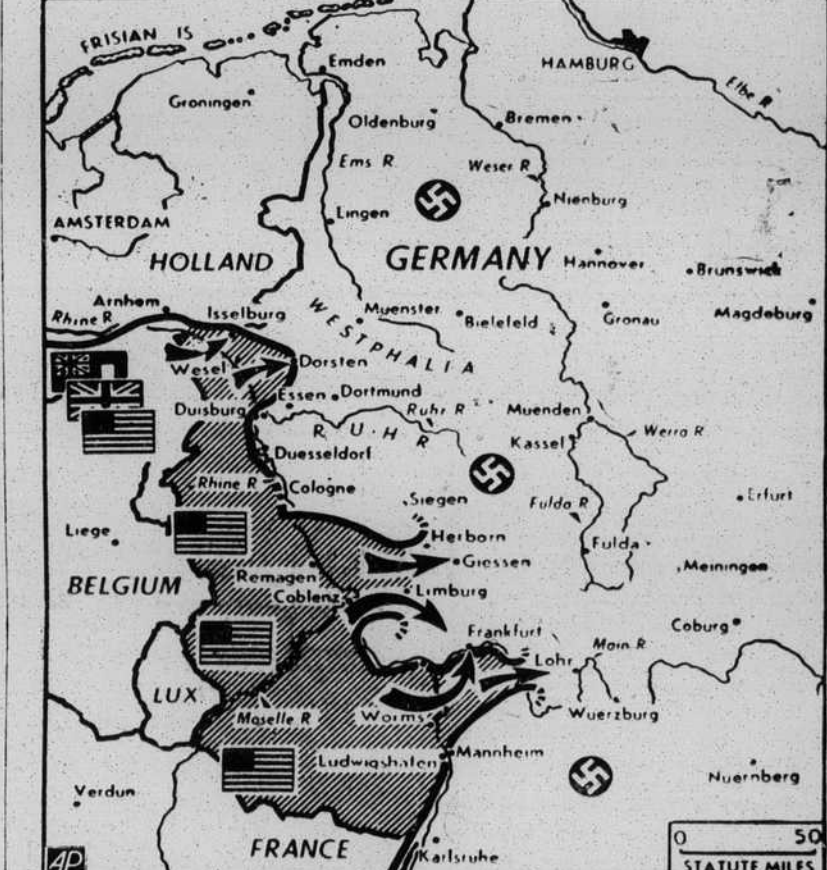 FRISIAN IS
Emden
HAMBURG
Elbe R
Groningen
Oldenburg
Bremen
Ems R
Weser R
Nienburg
Lingen
AMSTERDAM
HOLLAND
GERMANY
Hannover
Brunswick
Arnhem
Isselburg
Rhine R
WESTPHALIA
Muenster
Bielefeld
Gronau
Magdeburg
Wesel
Dorsten
Essen
Dortmund
Duisburg
Ruhr R
Muenden
RUHR
Kassel
Werra R
Duesseldorf
Rhine R
Cologne
Siegen
Fulda R
Erfurt
Liege
Herborn
Fulda
Giessen
Meiningen
BELGIUM
Remagen
Coblenz
Limburg
Frankfurt
Main R
Coburg
Lohr
LUX
Moselle R
Worms
Wuerzburg
Ludwigshafen
Mannheim
Verdun
Nuernberg
FRANCE
Karlsruhe
0 50
STATUTE MILES
AP